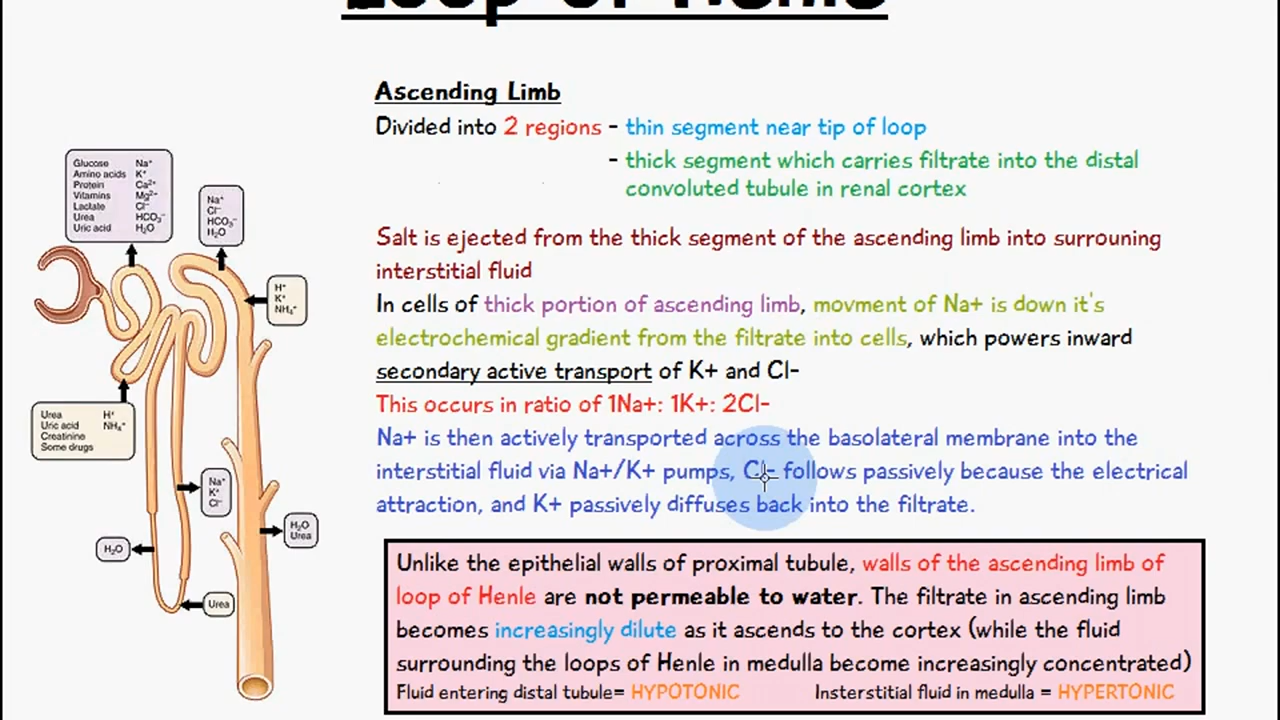 Loop of Henle
Ascending Limb
Divided into 2 regions - thin segment near tip of loop
- thick segment which carries filtrate into the distal
convoluted tubule in renal cortex
Salt is ejected from the thick segment of the ascending limb into surrouning
interstitial fluid
In cells of thick portion of ascending limb, movment of Na+ is down it's
electrochemical gradient from the filtrate into cells, which powers inward
secondary active transport of K+ and Cl-
This occurs in ratio of 1Na+: 1K+: 2Cl-
Na+ is then actively transported across the basolateral membrane into the
interstitial fluid via Na+/K+ pumps, Cl- follows passively because the electrical
attraction, and K+ passively diffuses back into the filtrate.
Unlike the epithelial walls of proximal tubule, walls of the ascending limb of
loop of Henle are not permeable to water. The filtrate in ascending limb
becomes increasingly dilute as it ascends to the cortex (while the fluid
surrounding the loops of Henle in medulla become increasingly concentrated)
Fluid entering distal tubule= HYPOTONIC Insterstitial fluid in medulla = HYPERTONIC
Glucose Na⁺
Amino acids K⁺
Protein Ca²⁺
Vitamins Mg²⁺
Lactate Cl⁻
Urea HCO₃⁻
Uric acid H₂O
Na⁺
Cl⁻
HCO₃⁻
H₂O
H⁺
K⁺
NH₄⁺
Urea H⁺
Uric acid NH₄⁺
Creatinine
Some drugs
Na⁺
K⁺
Cl⁻
H₂O
Urea
H₂O
Urea